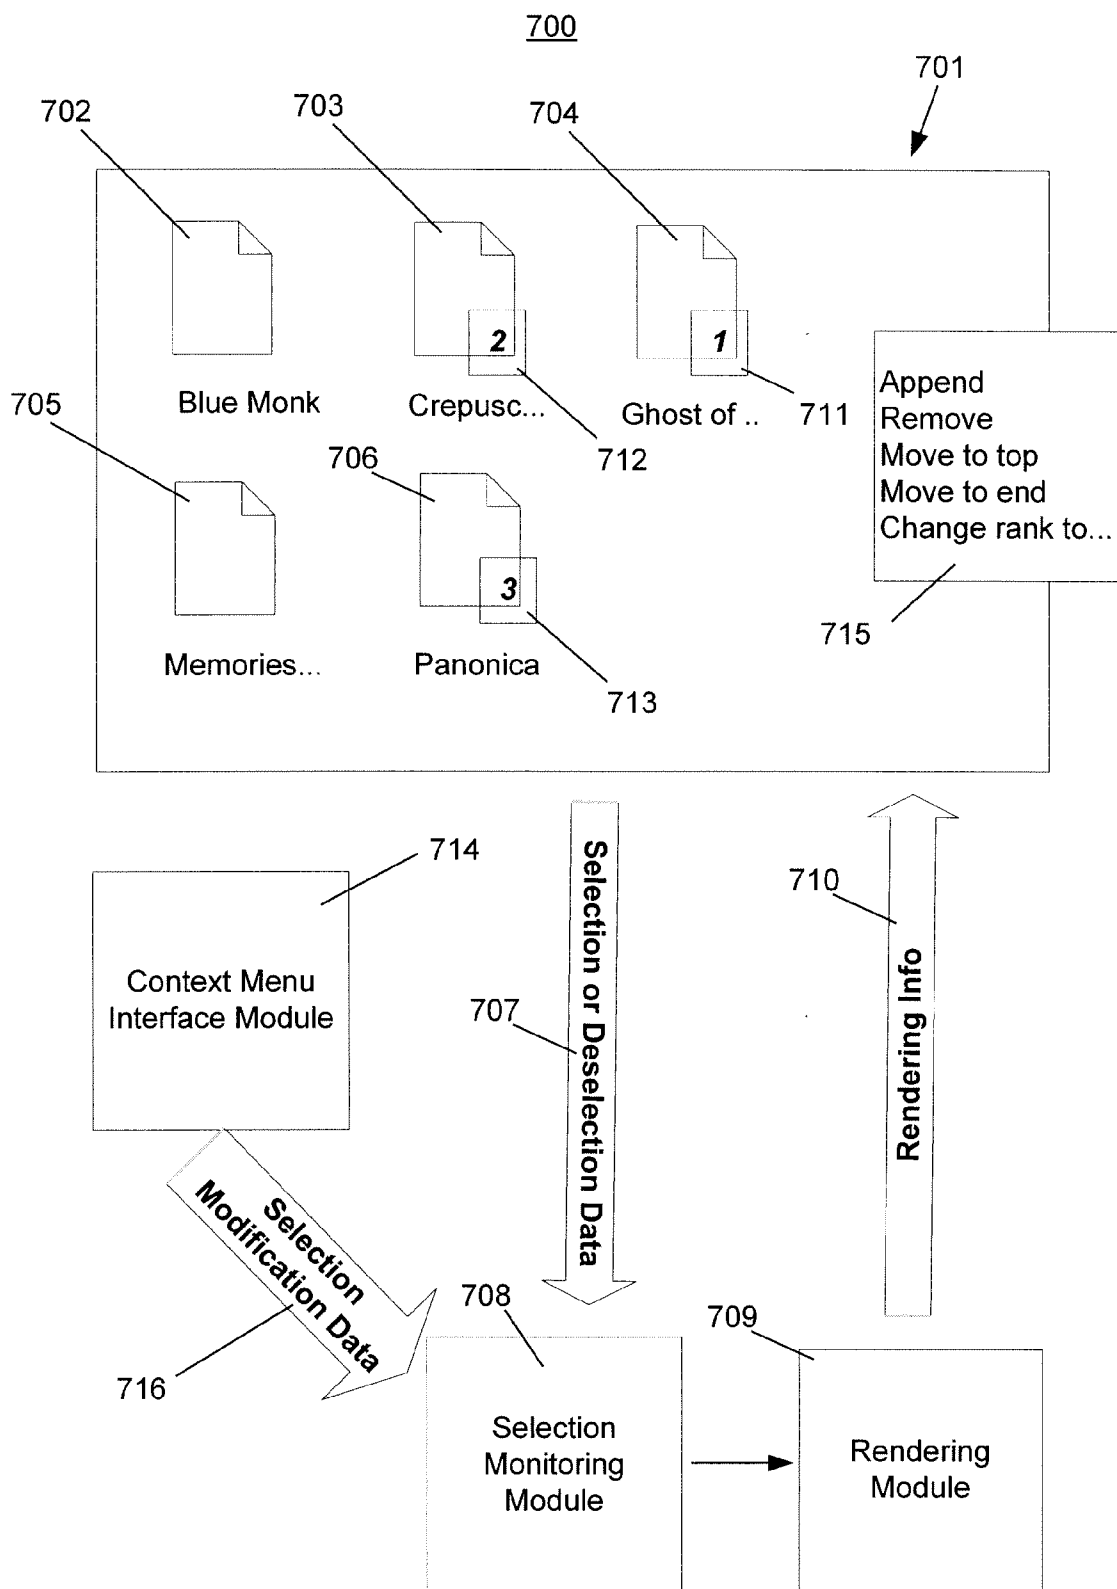 700
701
702
703
704
2
1
Blue Monk
Crepusc...
Ghost of ..
711
712
Append
Remove
Move to top
Move to end
Change rank to...
715
705
706
3
Memories...
Panonica
713
714
Context Menu
Interface Module
707
Selection or Deselection Data
710
Rendering Info
Selection
Modification Data
716
708
709
Selection
Monitoring
Module
Rendering
Module